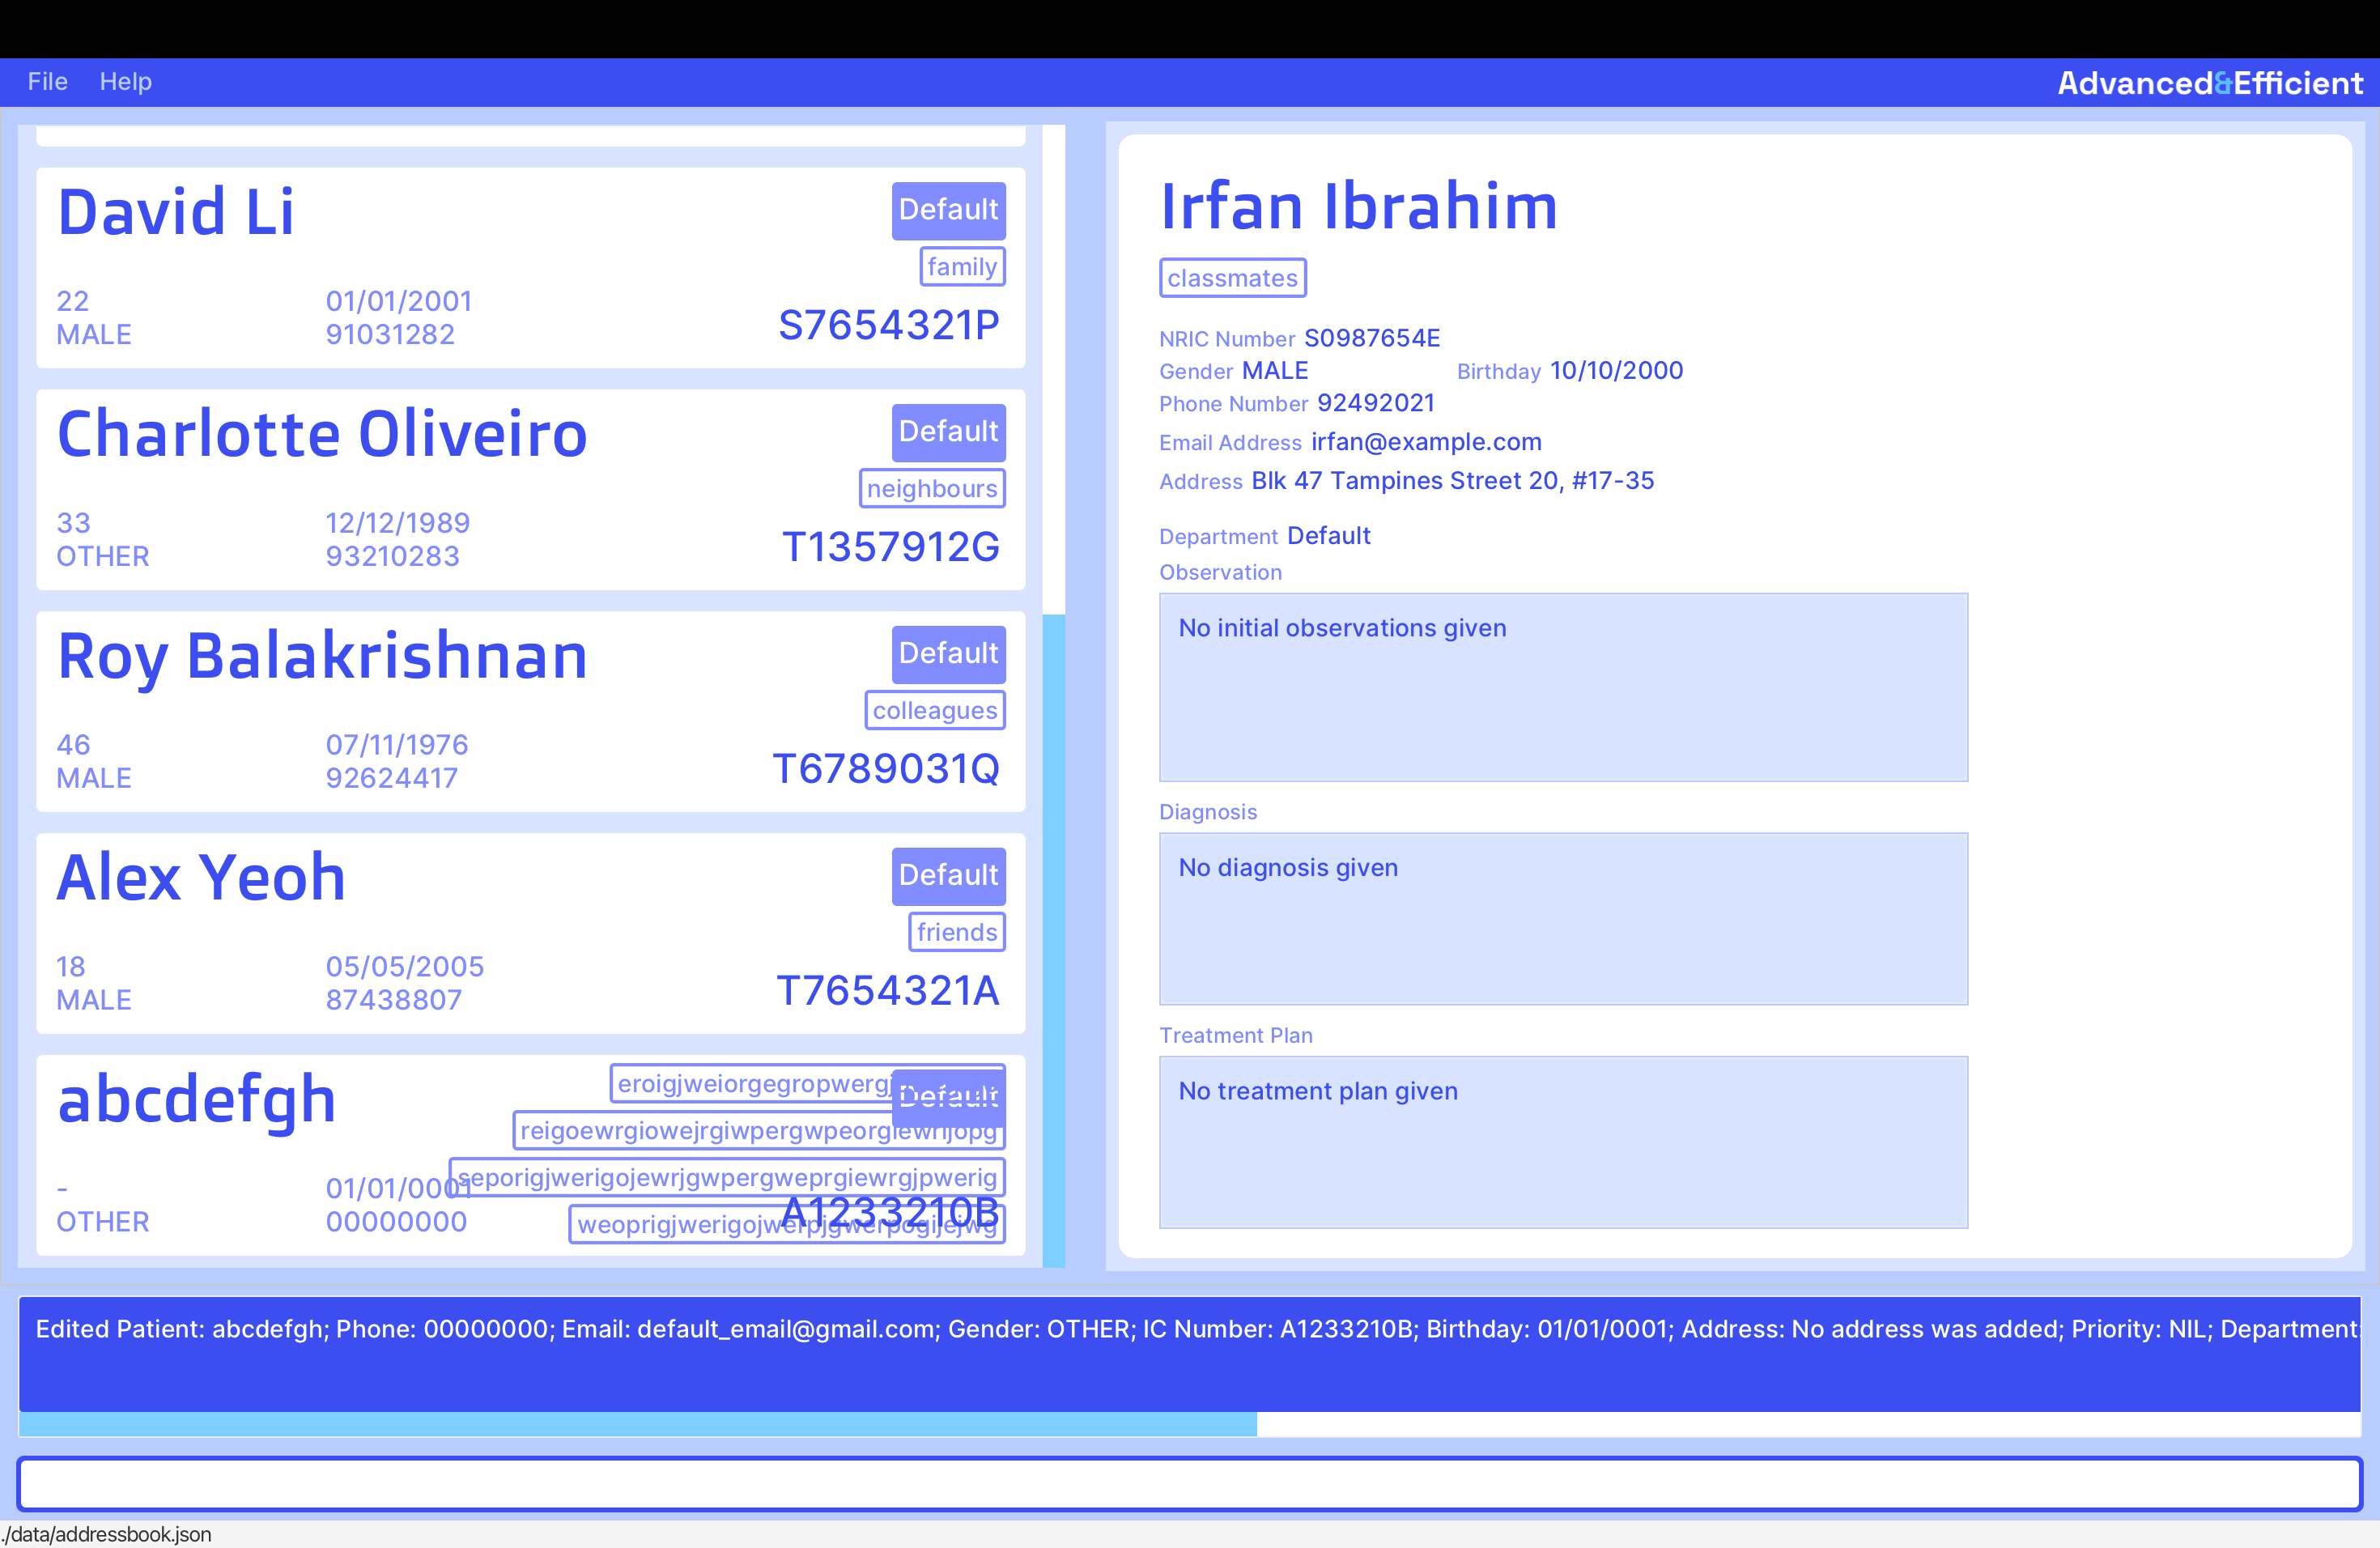 File Help Advanced&Efficient
David Li
Default
family
22 01/01/2001
MALE 91031282
S7654321P
Charlotte Oliveiro
Default
neighbours
33 12/12/1989
OTHER 93210283
T1357912G
Roy Balakrishnan
Default
colleagues
46 07/11/1976
MALE 92624417
T6789031Q
Alex Yeoh
Default
friends
18 05/05/2005
MALE 87438807
T7654321A
abcdefgh
Default
seporigjwerigojewrjgwpergweprgiewrgjpwerig
- 01/01/0001
OTHER 00000000
A1233210B
Irfan Ibrahim
classmates
NRIC Number S0987654E
Gender MALE Birthday 10/10/2000
Phone Number 92492021
Email Address irfan@example.com
Address Blk 47 Tampines Street 20, #17-35
Department Default
Observation
No initial observations given
Diagnosis
No diagnosis given
Treatment Plan
No treatment plan given
Edited Patient: abcdefgh; Phone: 00000000; Email: default_email@gmail.com; Gender: OTHER; IC Number: A1233210B; Birthday: 01/01/0001; Address: No address was added; Priority: NIL; Department:
./data/addressbook.json